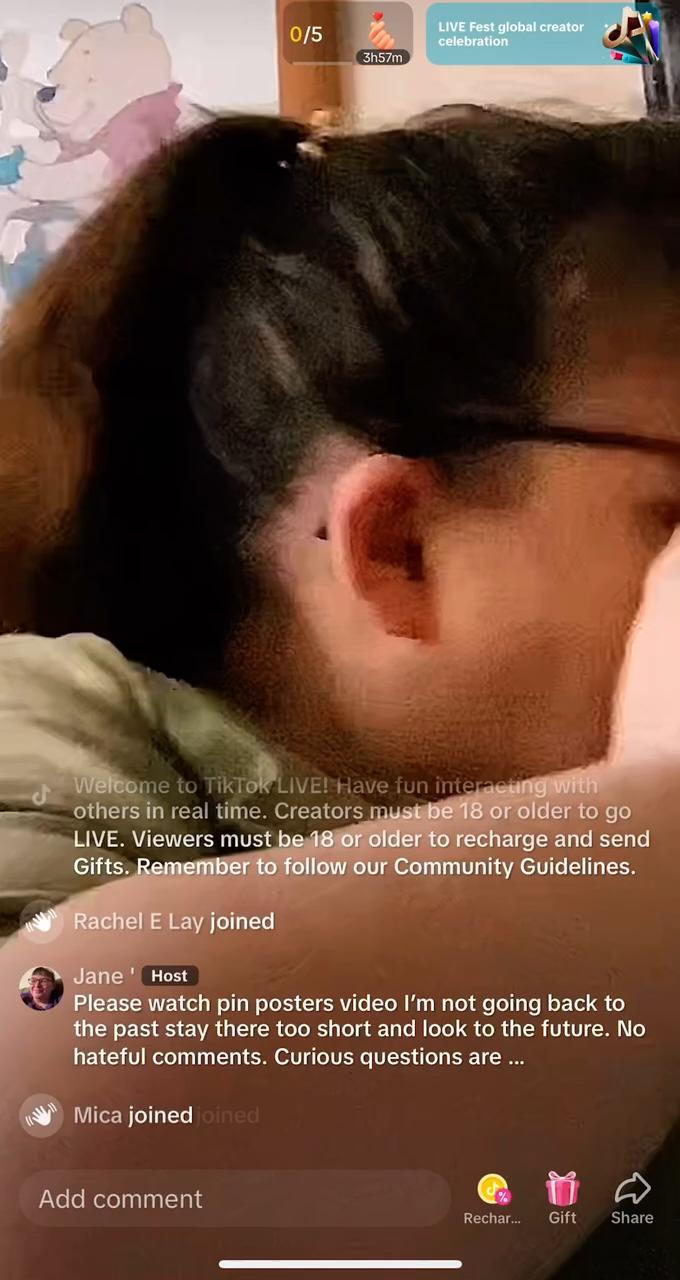 0/5
3h57m
LIVE Fest global creator
celebration
Welcome to TikTok LIVE! Have fun interacting with
others in real time. Creators must be 18 or older to go
LIVE. Viewers must be 18 or older to recharge and send
Gifts. Remember to follow our Community Guidelines.
Rachel E Lay joined
Jane ' Host
Please watch pin posters video I’m not going back to
the past stay there too short and look to the future. No
hateful comments. Curious questions are ...
Mica joined joined
Add comment
Rechar...
Gift
Share